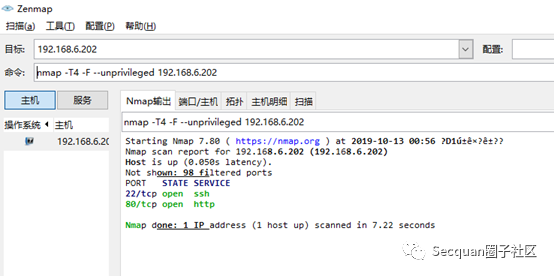 Zenmap
扫描(a) 工具(T) 配置(P) 帮助(H)
目标: 192.168.6.202 配置:
命令: nmap -T4 -F --unprivileged 192.168.6.202
主机 服务 Nmap输出 端口/主机 拓扑 主机明细 扫描
操作系统 主机 nmap -T4 -F --unprivileged 192.168.6.202
192.168.6.20
Starting Nmap 7.80 ( https://nmap.org ) at 2019-10-13 00:56 ?D1ú±ê×?ê±??
Nmap scan report for 192.168.6.202 (192.168.6.202)
Host is up (0.050s latency).
Not shown: 98 filtered ports
PORT STATE SERVICE
22/tcp open ssh
80/tcp open http
Nmap done: 1 IP address (1 host up) scanned in 7.22 seconds
Secquan圈子社区